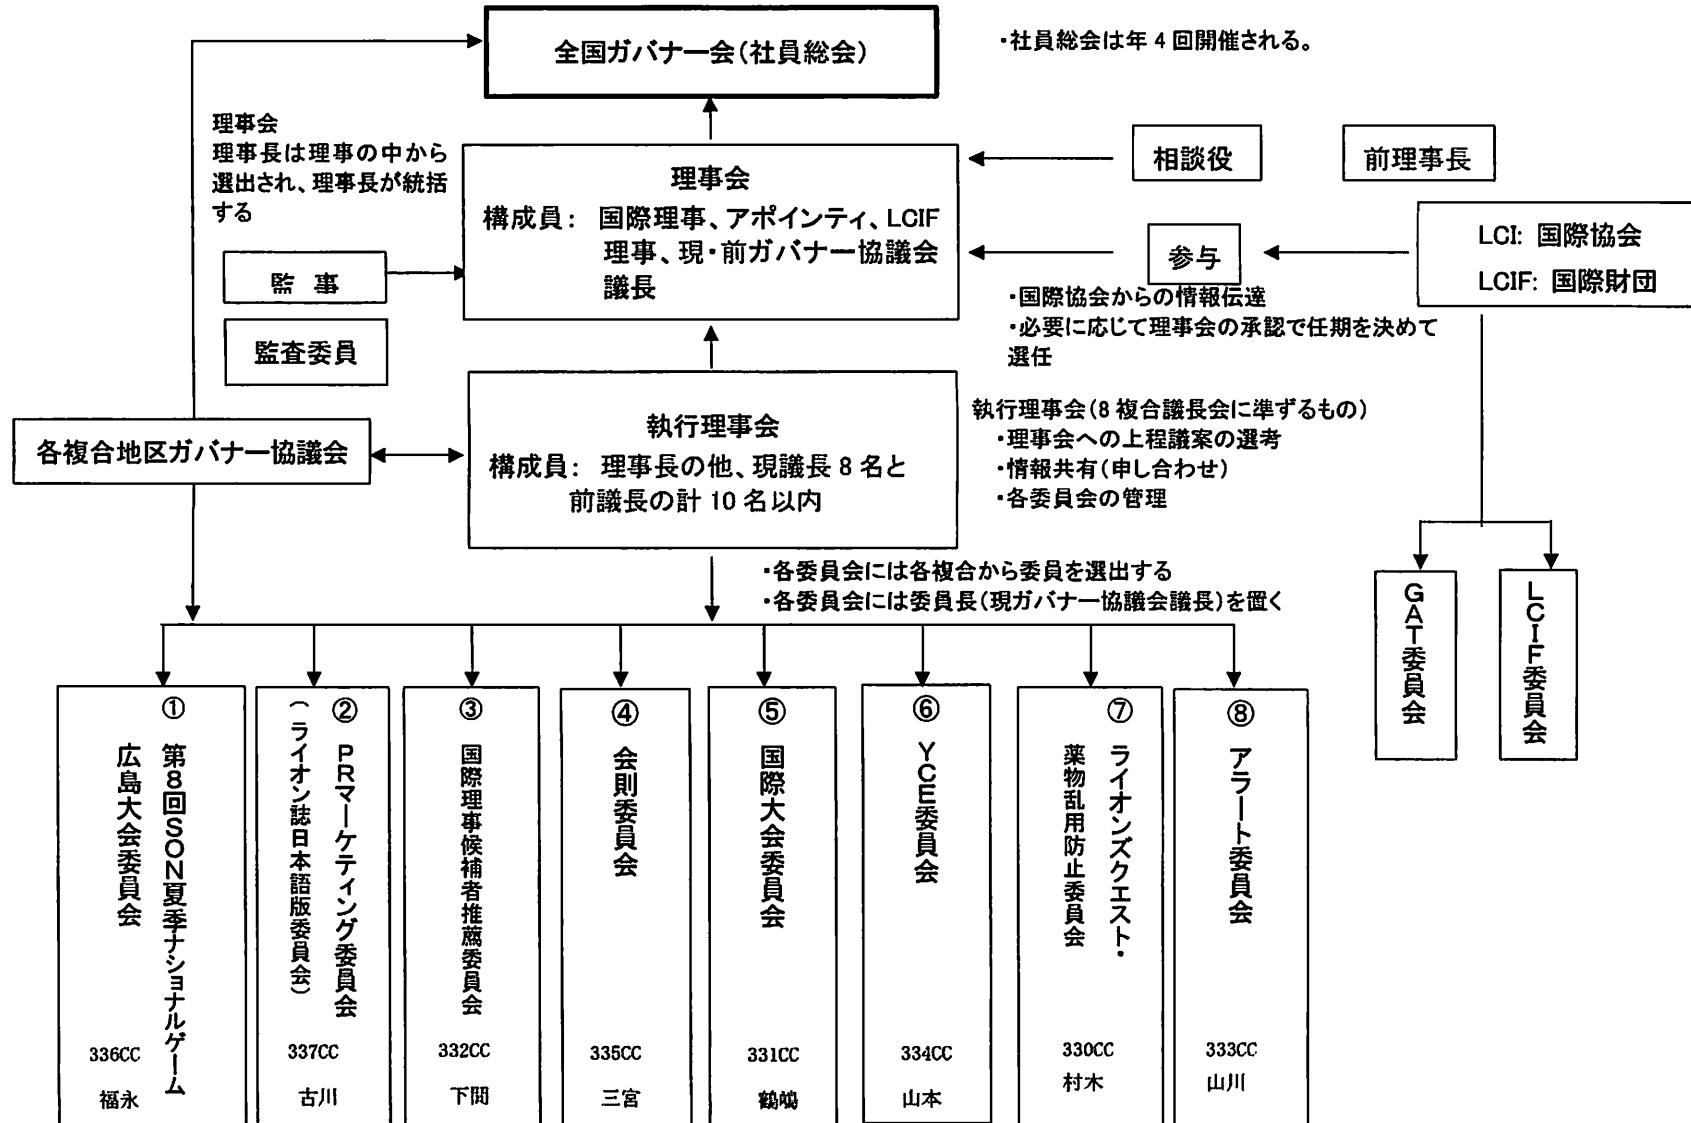 全国ガバナー会(社員総会)
・社員総会は年4回開催される。
理事会
理事長は理事の中から
選出され、理事長が統括
する
理事会
構成員: 国際理事、アポインティ、LCIF
理事、現・前ガバナー協議会
議長
相談役
前理事長
参与
LCI: 国際協会
LCIF: 国際財団
・国際協会からの情報伝達
・必要に応じて理事会の承認で任期を決めて
選任
監 事
監査委員
各複合地区ガバナー協議会
執行理事会
構成員: 理事長の他、現議長8名と
前議長の計10名以内
執行理事会(8複合議長会に準ずるもの)
・理事会への上程議案の選考
・情報共有(申し合わせ)
・各委員会の管理
・各委員会には各複合から委員を選出する
・各委員会には委員長(現ガバナー協議会議長)を置く
GAT委員会
LCIF委員会
①
第8回SON夏季ナショナルゲーム
広島大会委員会
336CC
福永
②
PRマーケティング委員会
(ライオン誌日本語版委員会)
337CC
古川
③
国際理事候補者推薦委員会
332CC
下間
④
会則委員会
335CC
三宮
⑤
国際大会委員会
331CC
鶴嶋
⑥
YCE委員会
334CC
山本
⑦
ライオンズクエスト・
薬物乱用防止委員会
330CC
村木
⑧
アラート委員会
333CC
山川